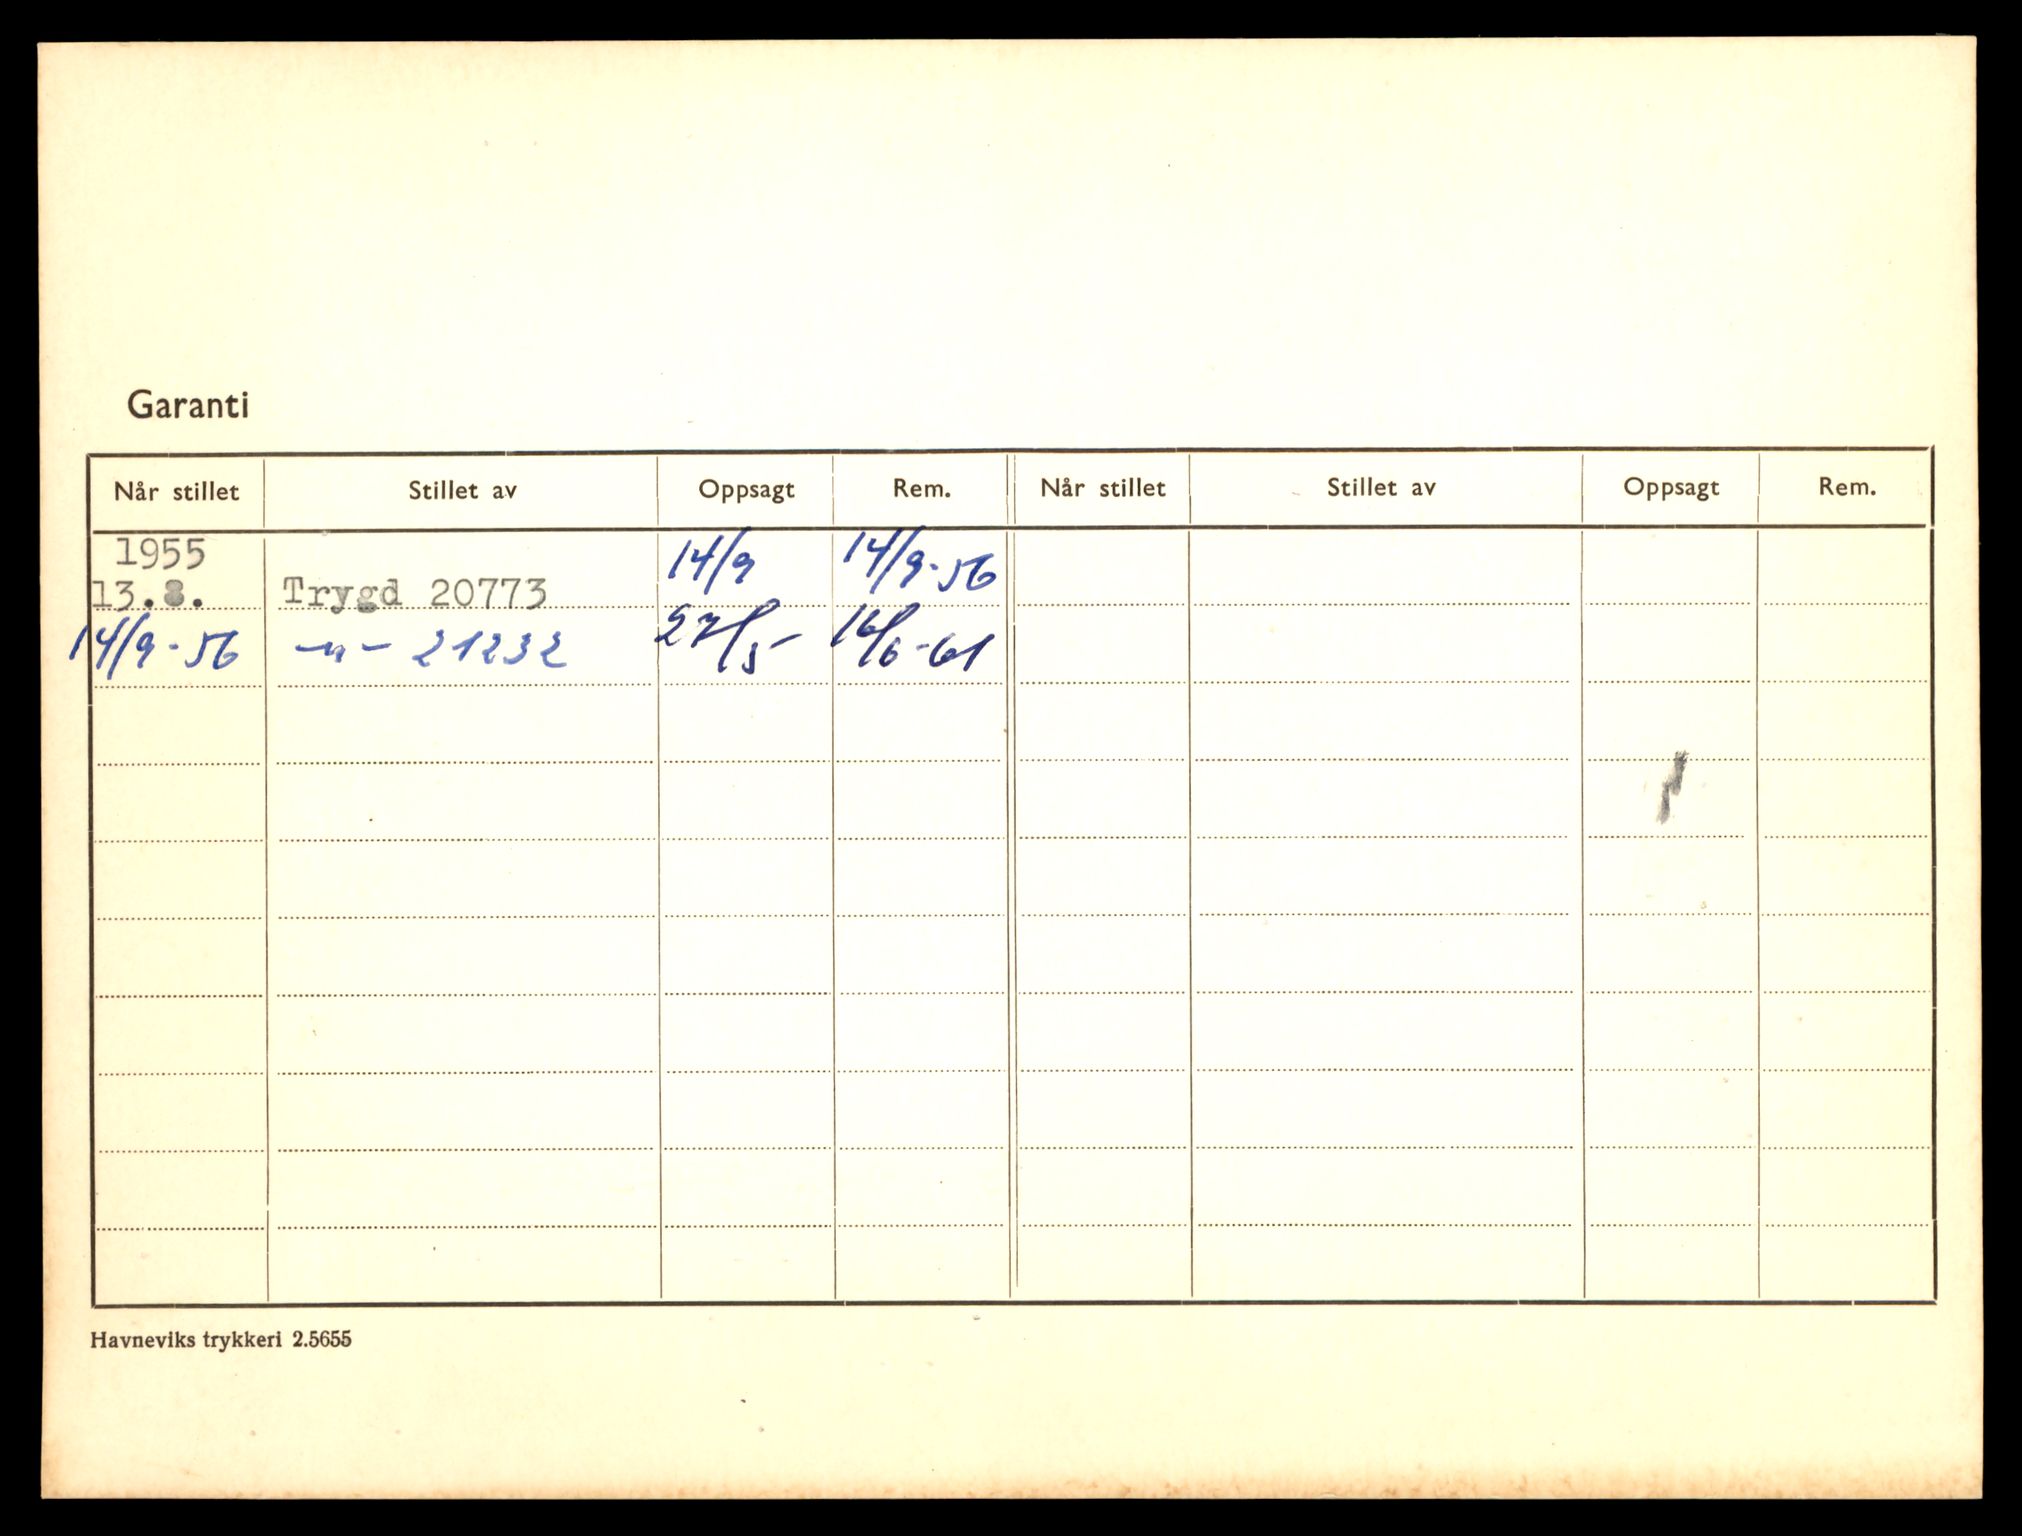 Garanti
Når stillet Stillet av Oppsagt Rem. Når stillet Stillet av Oppsagt Rem.
1955
13.8. Trygd 20773 14/9 14/9-56
14/9-56 -"- 21232 27/5- 16/6-61
Havneviks trykkeri 2.5655